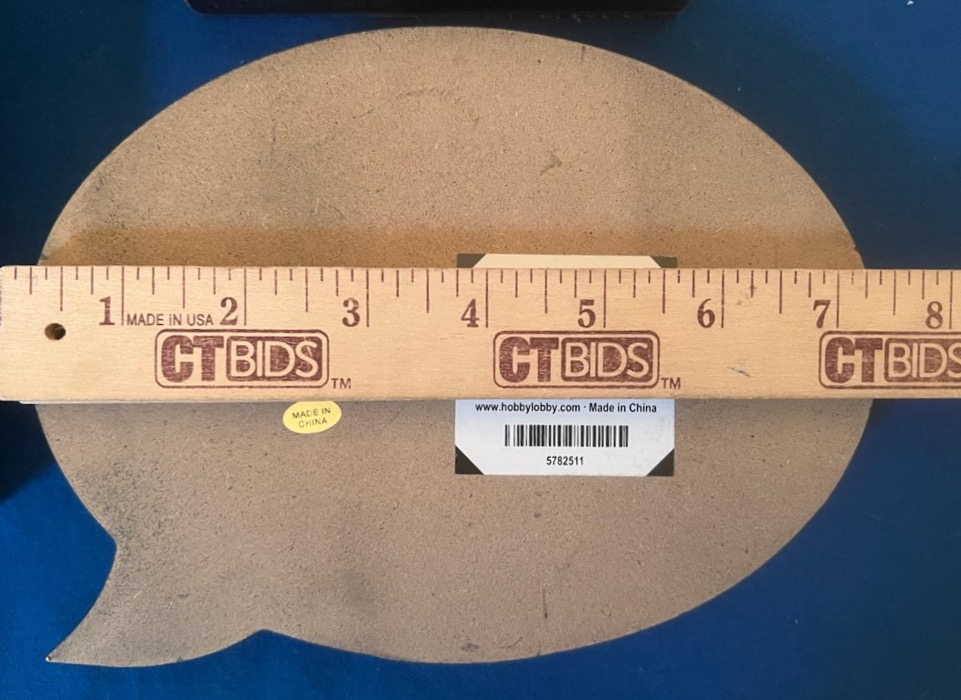 1 2 3 4 5 6 7 8
MADE iN USA
CTBIDS TM CTBIDS TM CTBIDS
MADE IN
CHINA
www.hobbylobby.com · Made in China
5782511